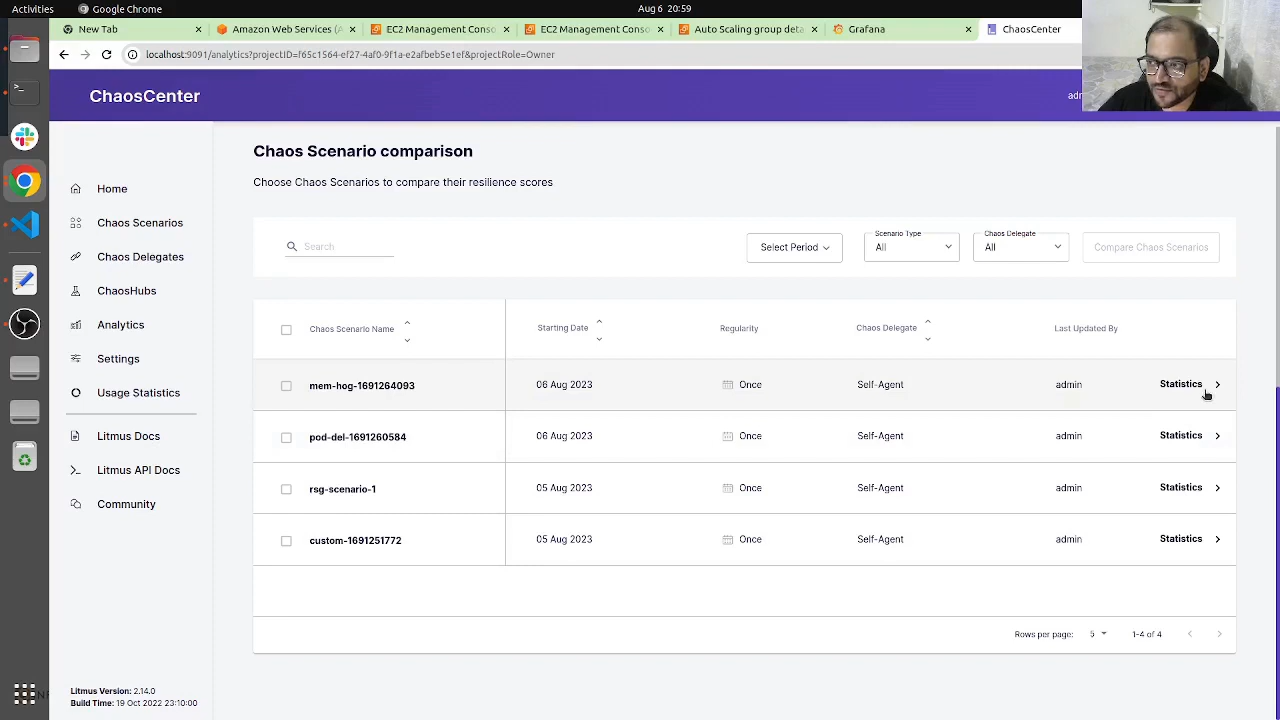 Activities
Google Chrome
Aug 6 20:59
New Tab
Amazon Web Services (A
EC2 Management Conso
EC2 Management Conso
Auto Scaling group deta
Grafana
ChaosCenter
localhost:9091/analytics?projectID=f65c1564-ef27-4af0-9f1a-e2afbeb5e1ef&projectRole=Owner
ChaosCenter
adm
Home
Chaos Scenarios
Chaos Delegates
ChaosHubs
Analytics
Settings
Usage Statistics
Litmus Docs
Litmus API Docs
Community
Litmus Version: 2.14.0
Build Time: 19 Oct 2022 23:10:00
Chaos Scenario comparison
Choose Chaos Scenarios to compare their resilience scores
Search
Select Period
Scenario Type
All
Chaos Delegate
All
Compare Chaos Scenarios
Chaos Scenario Name Starting Date Regularity Chaos Delegate Last Updated By
mem-hog-1691264093 06 Aug 2023 Once Self-Agent admin Statistics
pod-del-1691260584 06 Aug 2023 Once Self-Agent admin Statistics
rsg-scenario-1 05 Aug 2023 Once Self-Agent admin Statistics
custom-1691251772 05 Aug 2023 Once Self-Agent admin Statistics
Rows per page: 5 1-4 of 4